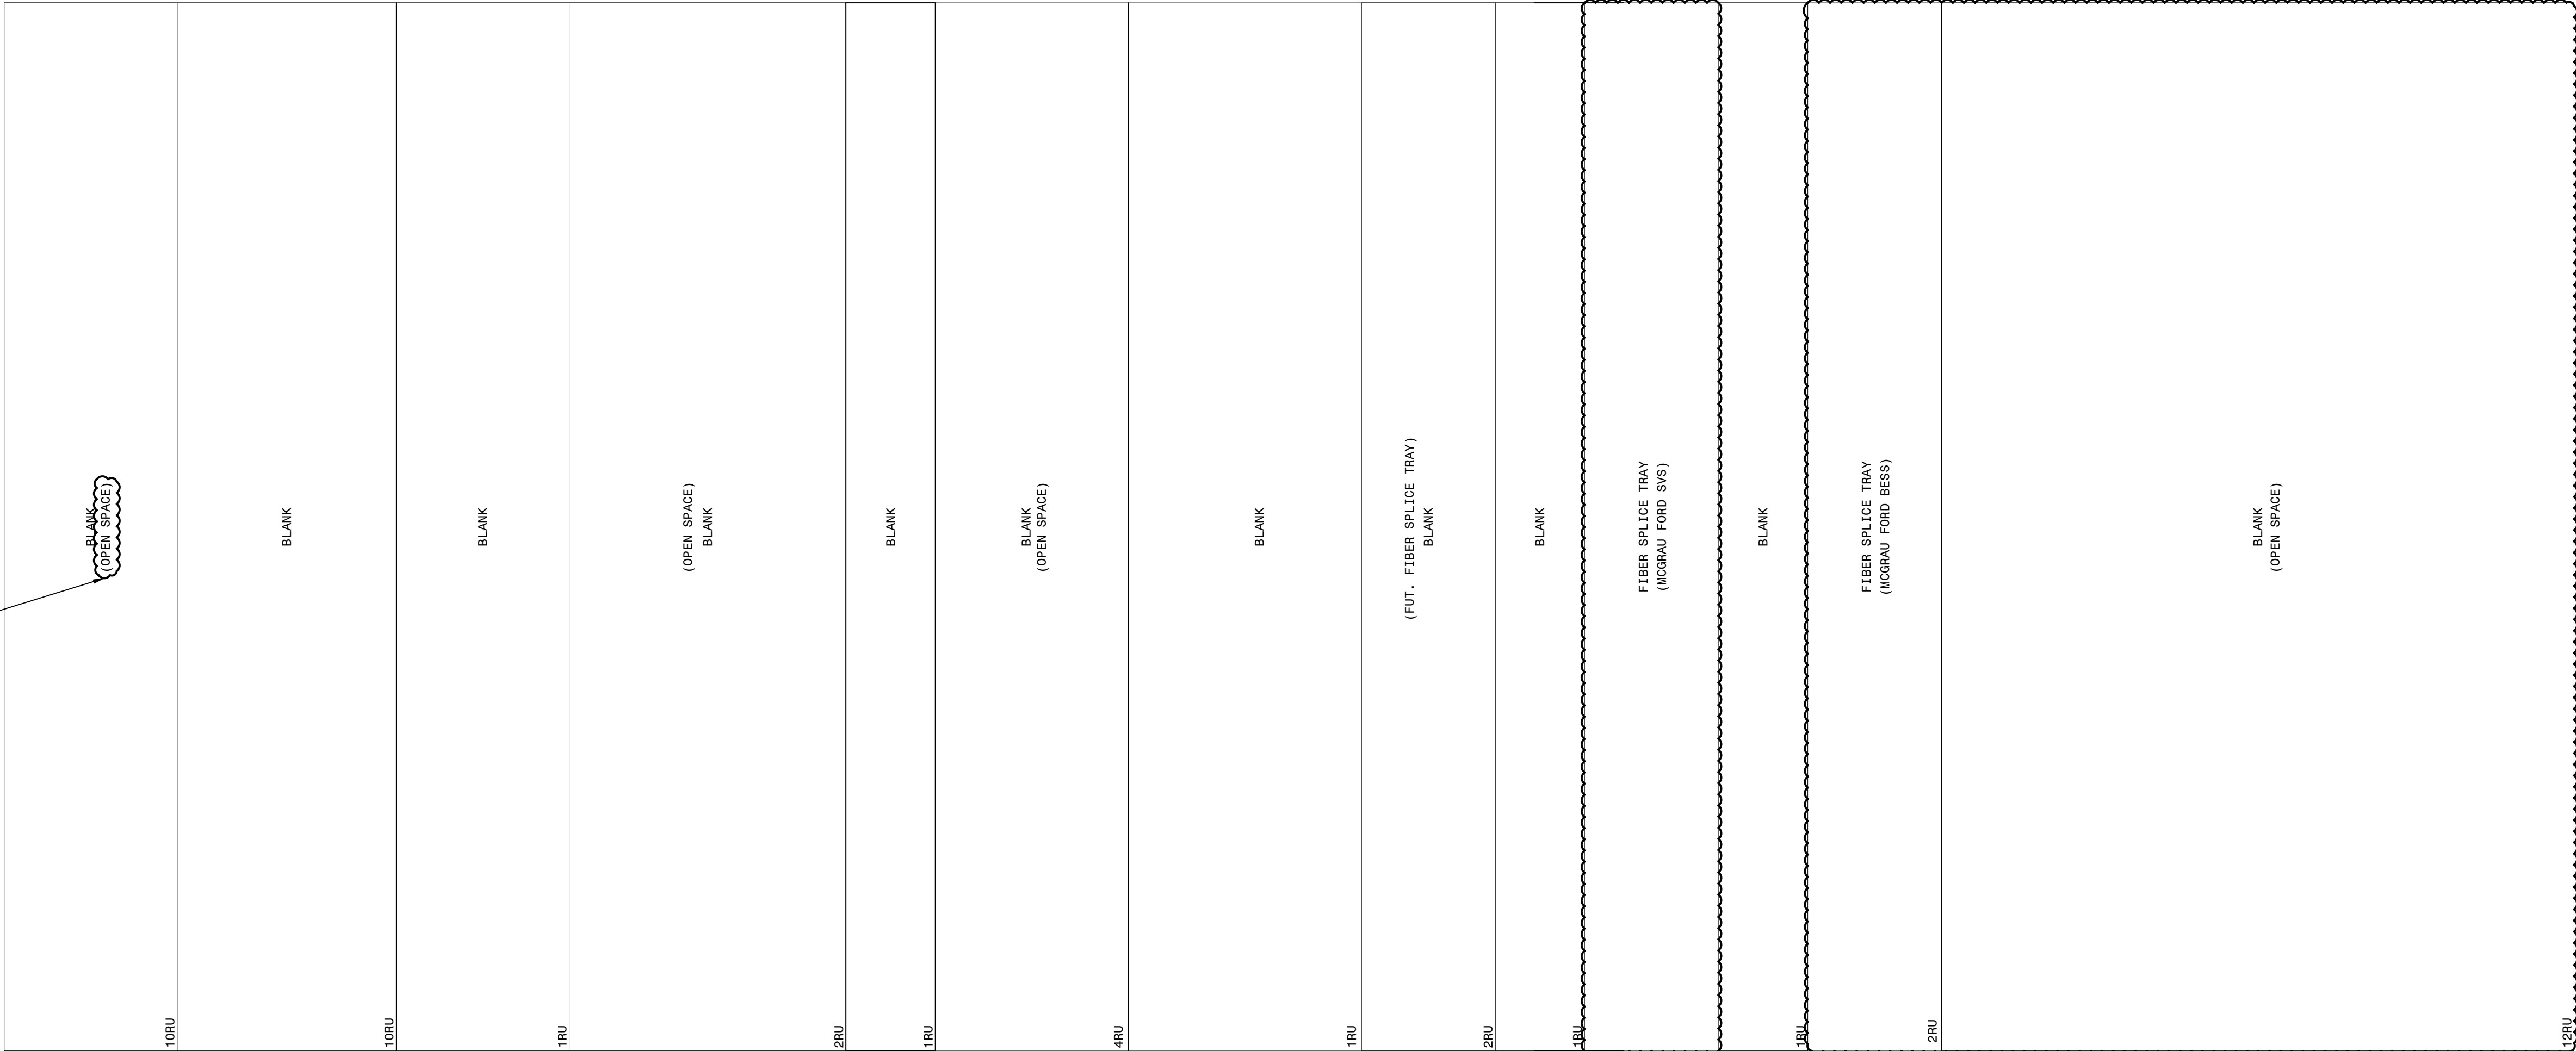 BLANK
(OPEN SPACE)
10RU
BLANK
10RU
BLANK
1RU
(OPEN SPACE)
BLANK
2RU
BLANK
1RU
BLANK
(OPEN SPACE)
4RU
BLANK
1RU
(FUT. FIBER SPLICE TRAY)
BLANK
2RU
BLANK
1RU
FIBER SPLICE TRAY
(MCGRAU FORD SVS)
BLANK
1RU
FIBER SPLICE TRAY
(MCGRAU FORD BESS)
2RU
BLANK
(OPEN SPACE)
12RU